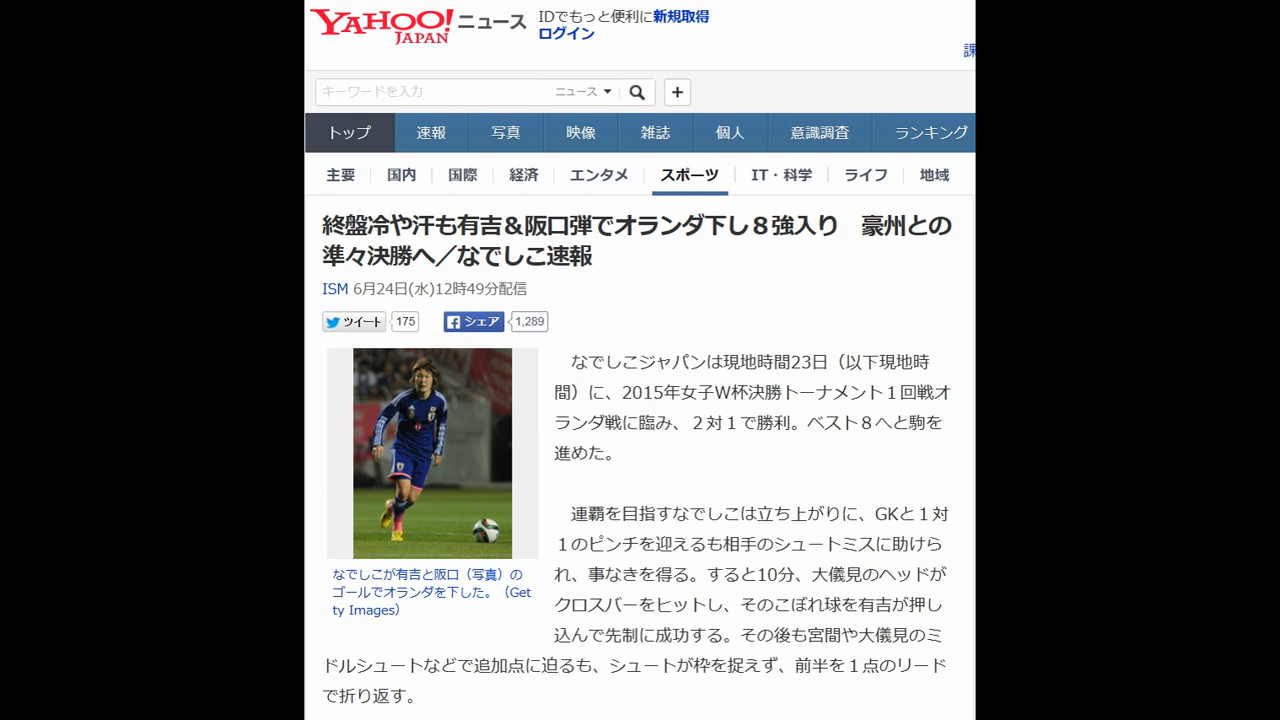 YAHOO! JAPAN ニュース
IDでもっと便利に新規取得
ログイン
課
キーワードを入力 ニュース ▼ +
トップ 速報 写真 映像 雑誌 個人 意識調査 ランキング
主要 国内 国際 経済 エンタメ スポーツ IT・科学 ライフ 地域
終盤冷や汗も有吉＆阪口弾でオランダ下し８強入り　豪州との
準々決勝へ／なでしこ速報
ISM 6月24日(水)12時49分配信
ツイート 175 シェア 1,289
なでしこジャパンは現地時間23日（以下現地時
間）に、2015年女子W杯決勝トーナメント１回戦オ
ランダ戦に臨み、２対１で勝利。ベスト８へと駒を
進めた。
なでしこが有吉と阪口（写真）の
ゴールでオランダを下した。（Get
ty Images）
連覇を目指すなでしこは立ち上がりに、GKと１対
１のピンチを迎えるも相手のシュートミスに助けら
れ、事なきを得る。すると10分、大儀見のヘッドが
クロスバーをヒットし、そのこぼれ球を有吉が押し
込んで先制に成功する。その後も宮間や大儀見のミ
ドルシュートなどで追加点に迫るも、シュートが枠を捉えず、前半を１点のリード
で折り返す。